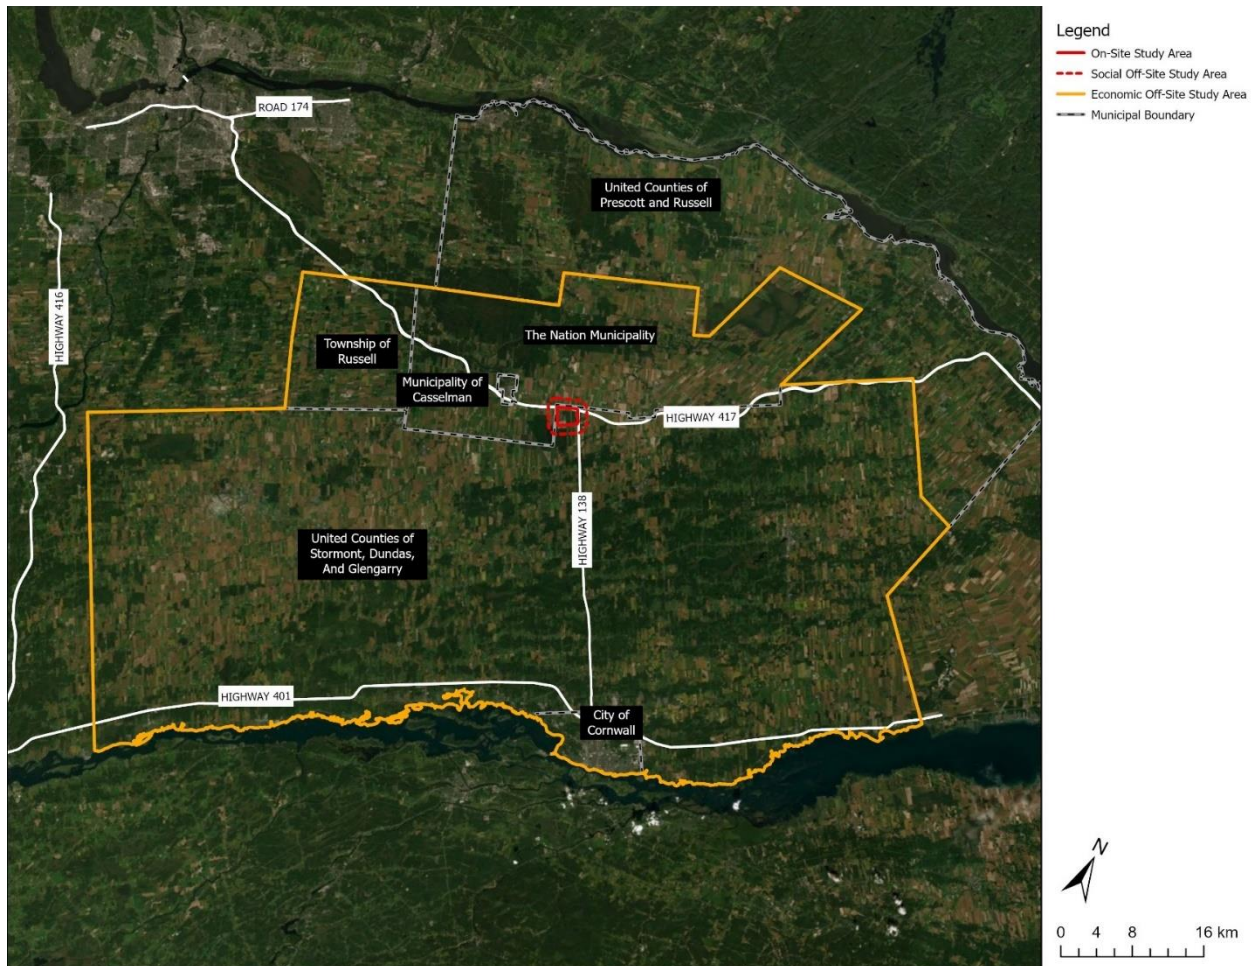 Legend
On-Site Study Area
Social Off-Site Study Area
Economic Off-Site Study Area
Municipal Boundary
ROAD 174
United Counties of
Prescott and Russell
HIGHWAY 416
The Nation Municipality
Township of
Russell
Municipality of
Casselman
HIGHWAY 417
HIGHWAY 138
United Counties of
Stormont, Dundas,
And Glengarry
HIGHWAY 401
City of
Cornwall
N
0 4 8 16 km